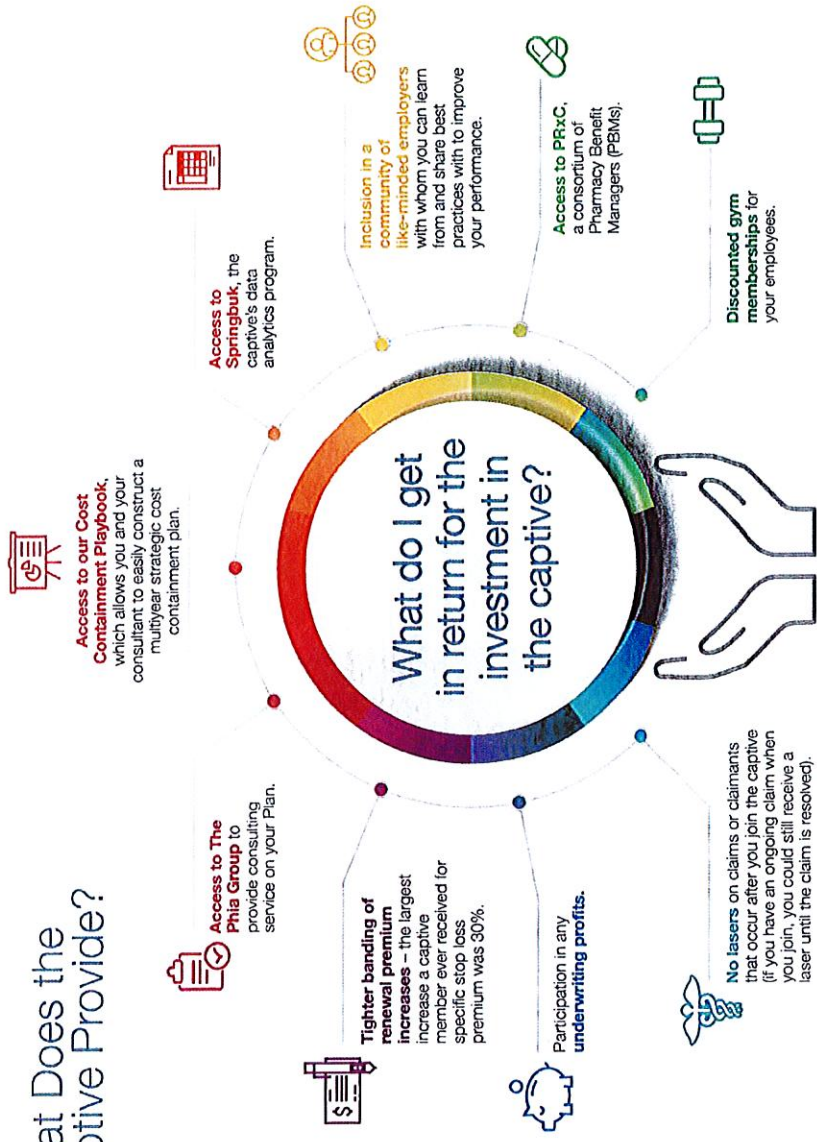 at Does the
ptive Provide?
Access to our Cost
Containment Playbook,
which allows you and your
consultant to easily construct a
multiyear strategic cost
containment plan.
Access to The
Phia Group to
provide consulting
service on your Plan.
Access to
Springbuk, the
captive's data
analytics program.
Tighter banding of
renewal premium
increases – the largest
increase a captive
member ever received for
specific stop loss
premium was 30%.
Inclusion in a
community of
like-minded employers
with whom you can learn
from and share best
practices with to improve
your performance.
What do I get
in return for the
investment in
the captive?
Participation in any
underwriting profits.
Access to PRxC,
a consortium of
Pharmacy Benefit
Managers (PBMs).
No lasers on claims or claimants
that occur after you join the captive
(if you have an ongoing claim when
you join, you could still receive a
laser until the claim is resolved).
Discounted gym
memberships for
your employees.
$